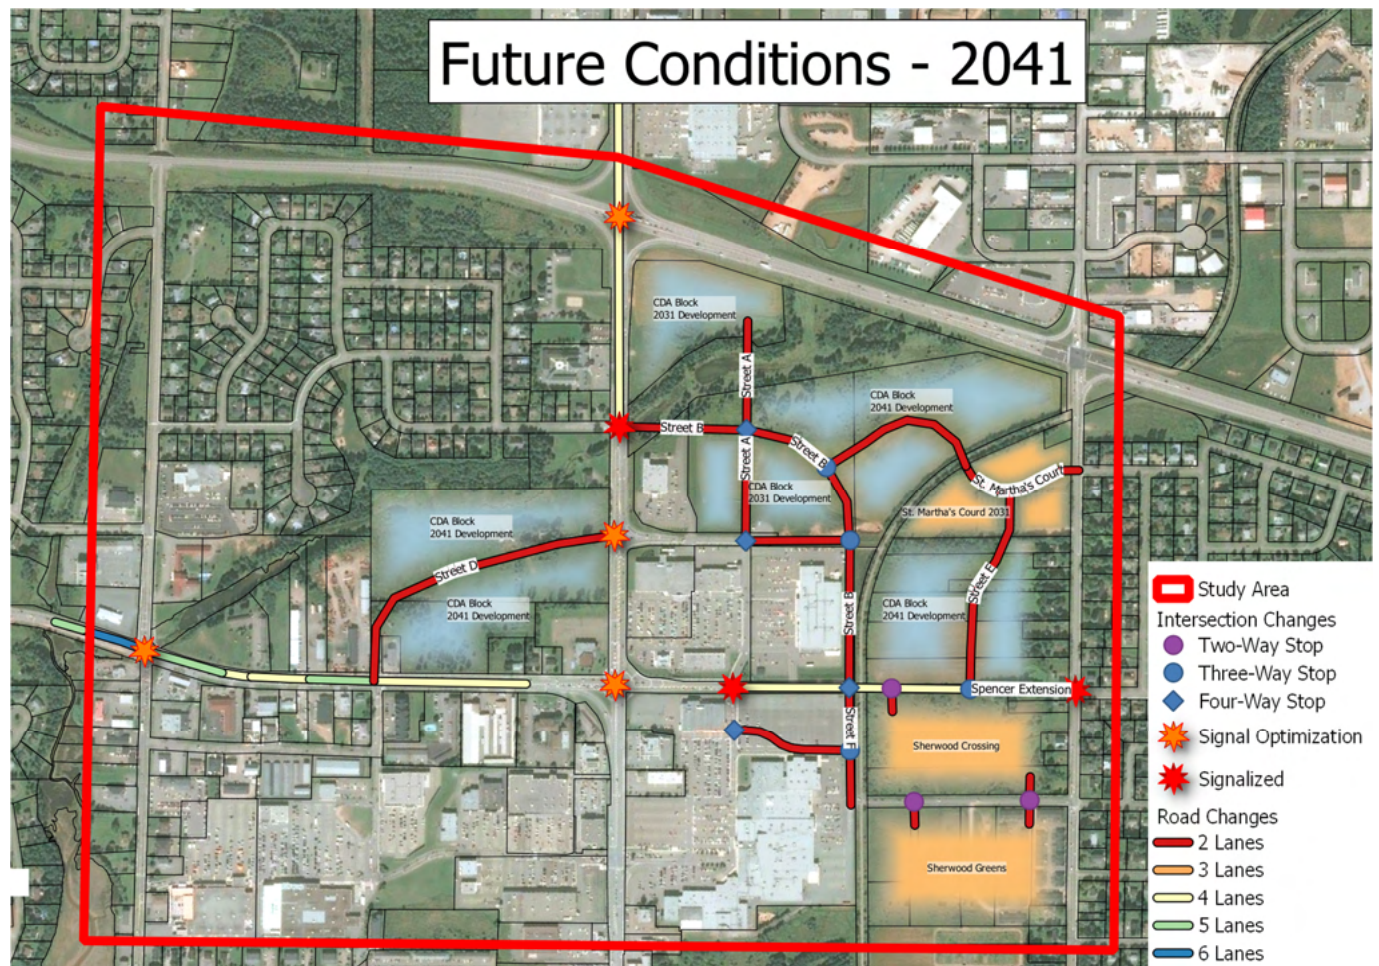 Future Conditions - 2041
CDA Block
2031 Development
Street A
CDA Block
2041 Development
Street B
Street B
Street A
St. Martha's Court
CDA Block
2031 Development
St. Martha's Courd 2031
CDA Block
2041 Development
Street D
Street E
CDA Block
2041 Development
Street B
CDA Block
2041 Development
Spencer Extension
Street F
Sherwood Crossing
Sherwood Greens
Study Area
Intersection Changes
Two-Way Stop
Three-Way Stop
Four-Way Stop
Signal Optimization
Signalized
Road Changes
2 Lanes
3 Lanes
4 Lanes
5 Lanes
6 Lanes